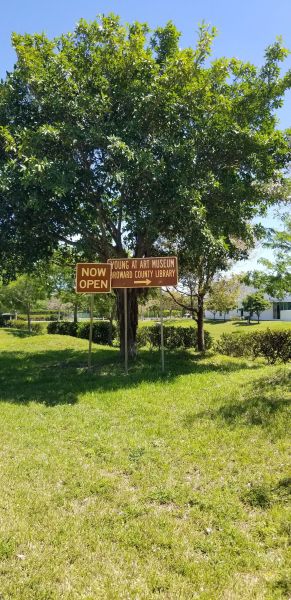 NOW
OPEN
YOUNG AT ART MUSEUM
BROWARD COUNTY LIBRARY